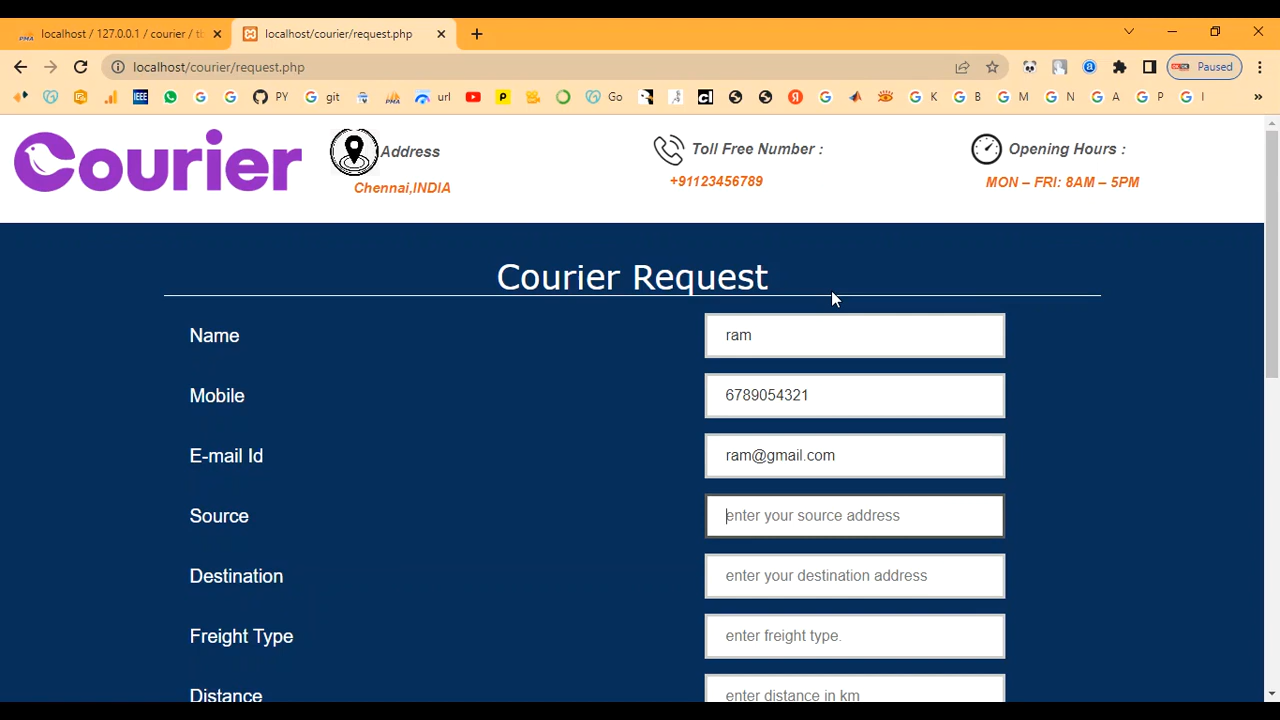 localhost / 127.0.0.1 / courier / tb
localhost/courier/request.php
localhost/courier/request.php
Paused
IEEE
PY
git
PMA
url
Go
K
B
M
N
A
P
I
Courier
Address
Chennai,INDIA
Toll Free Number :
+91123456789
Opening Hours :
MON – FRI: 8AM – 5PM
Courier Request
Name
ram
Mobile
6789054321
E-mail Id
ram@gmail.com
Source
enter your source address
Destination
enter your destination address
Freight Type
enter freight type.
Distance
enter distance in km